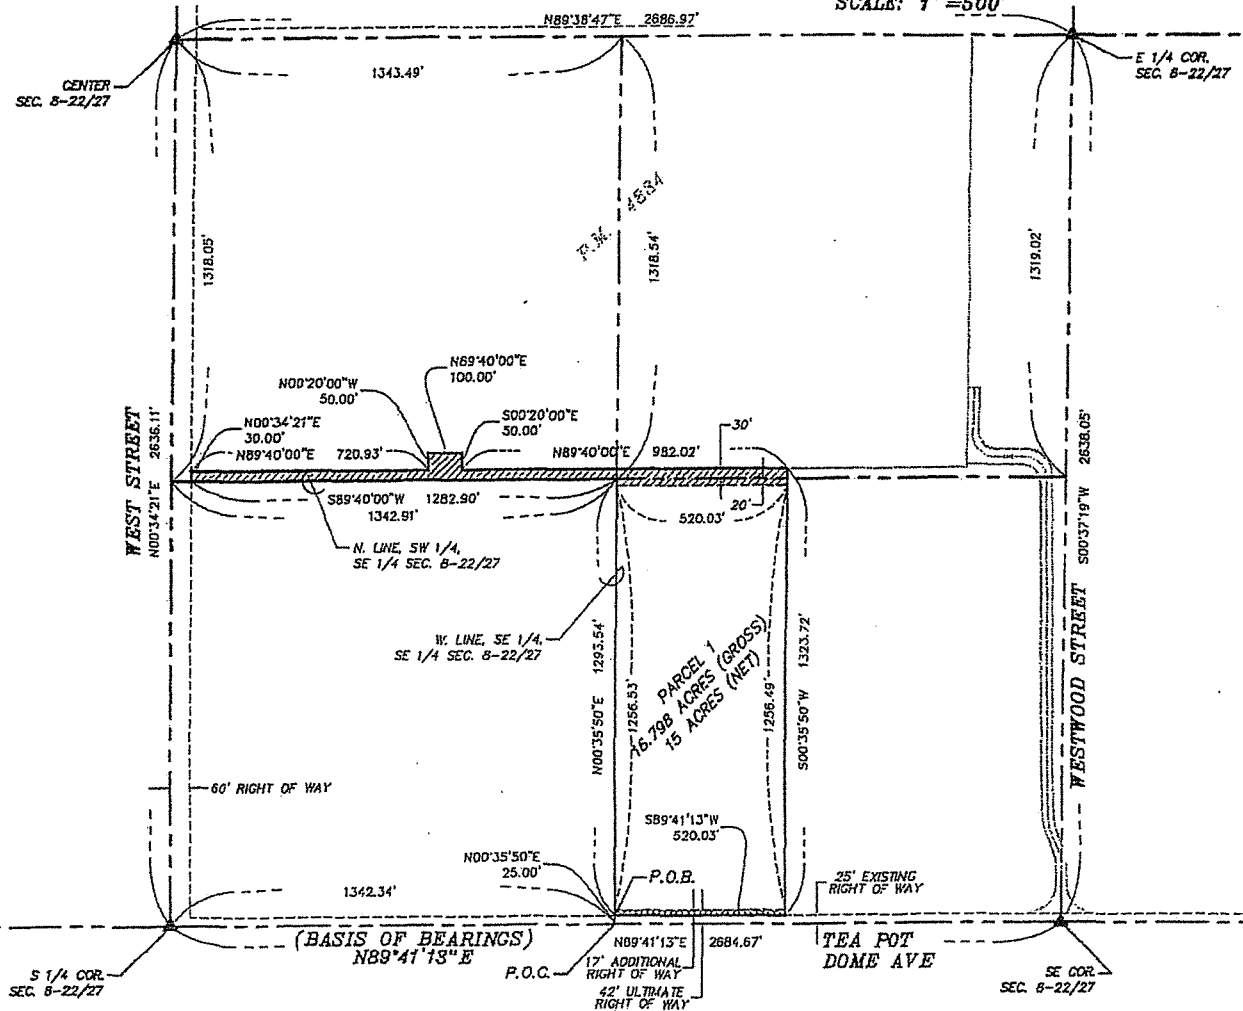 SCALE: 1"=500'
N89°38'47"E 2686.97'
1343.49'
CENTER
SEC. 8-22/27
E 1/4 COR.
SEC. 8-22/27
P.M. 4884
1318.05'
1318.54'
1319.02'
N89°40'00"E
100.00'
N00°20'00"W
50.00'
S00°20'00"E
50.00'
N00°34'21"E
30.00'
N89°40'00"E 720.93'
N89°40'00"E 982.02'
30'
S89°40'00"W 1282.90'
1342.91'
20'
520.03'
WEST STREET
N00°34'21"E 2636.11'
N. LINE, SW 1/4,
SE 1/4 SEC. 8-22/27
W. LINE, SE 1/4,
SE 1/4 SEC. 8-22/27
N00°35'50"E 1293.54'
1256.53'
PARCEL 1
16.798 ACRES (GROSS)
15 ACRES (NET)
1256.49'
S00°35'50"W 1323.72'
WESTWOOD STREET
S00°37'19"W 2638.05'
60' RIGHT OF WAY
S89°41'13"W
520.03'
N00°35'50"E
25.00'
P.O.B.
25' EXISTING
RIGHT OF WAY
1342.34'
(BASIS OF BEARINGS)
N89°41'13"E
N89°41'13"E 2684.67'
TEA POT
DOME AVE
P.O.C.
17' ADDITIONAL
RIGHT OF WAY
42' ULTIMATE
RIGHT OF WAY
S 1/4 COR.
SEC. 8-22/27
SE COR.
SEC. 8-22/27